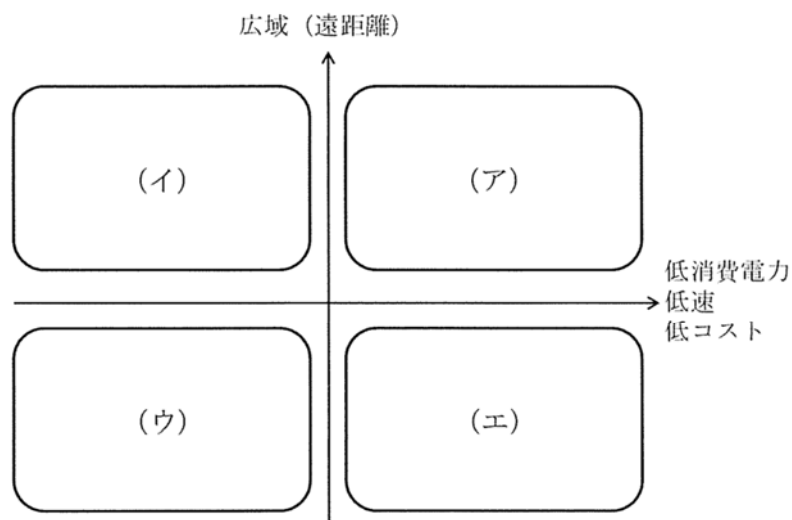 広域（遠距離）
（イ）
（ア）
低消費電力
低速
低コスト
（ウ）
（エ）